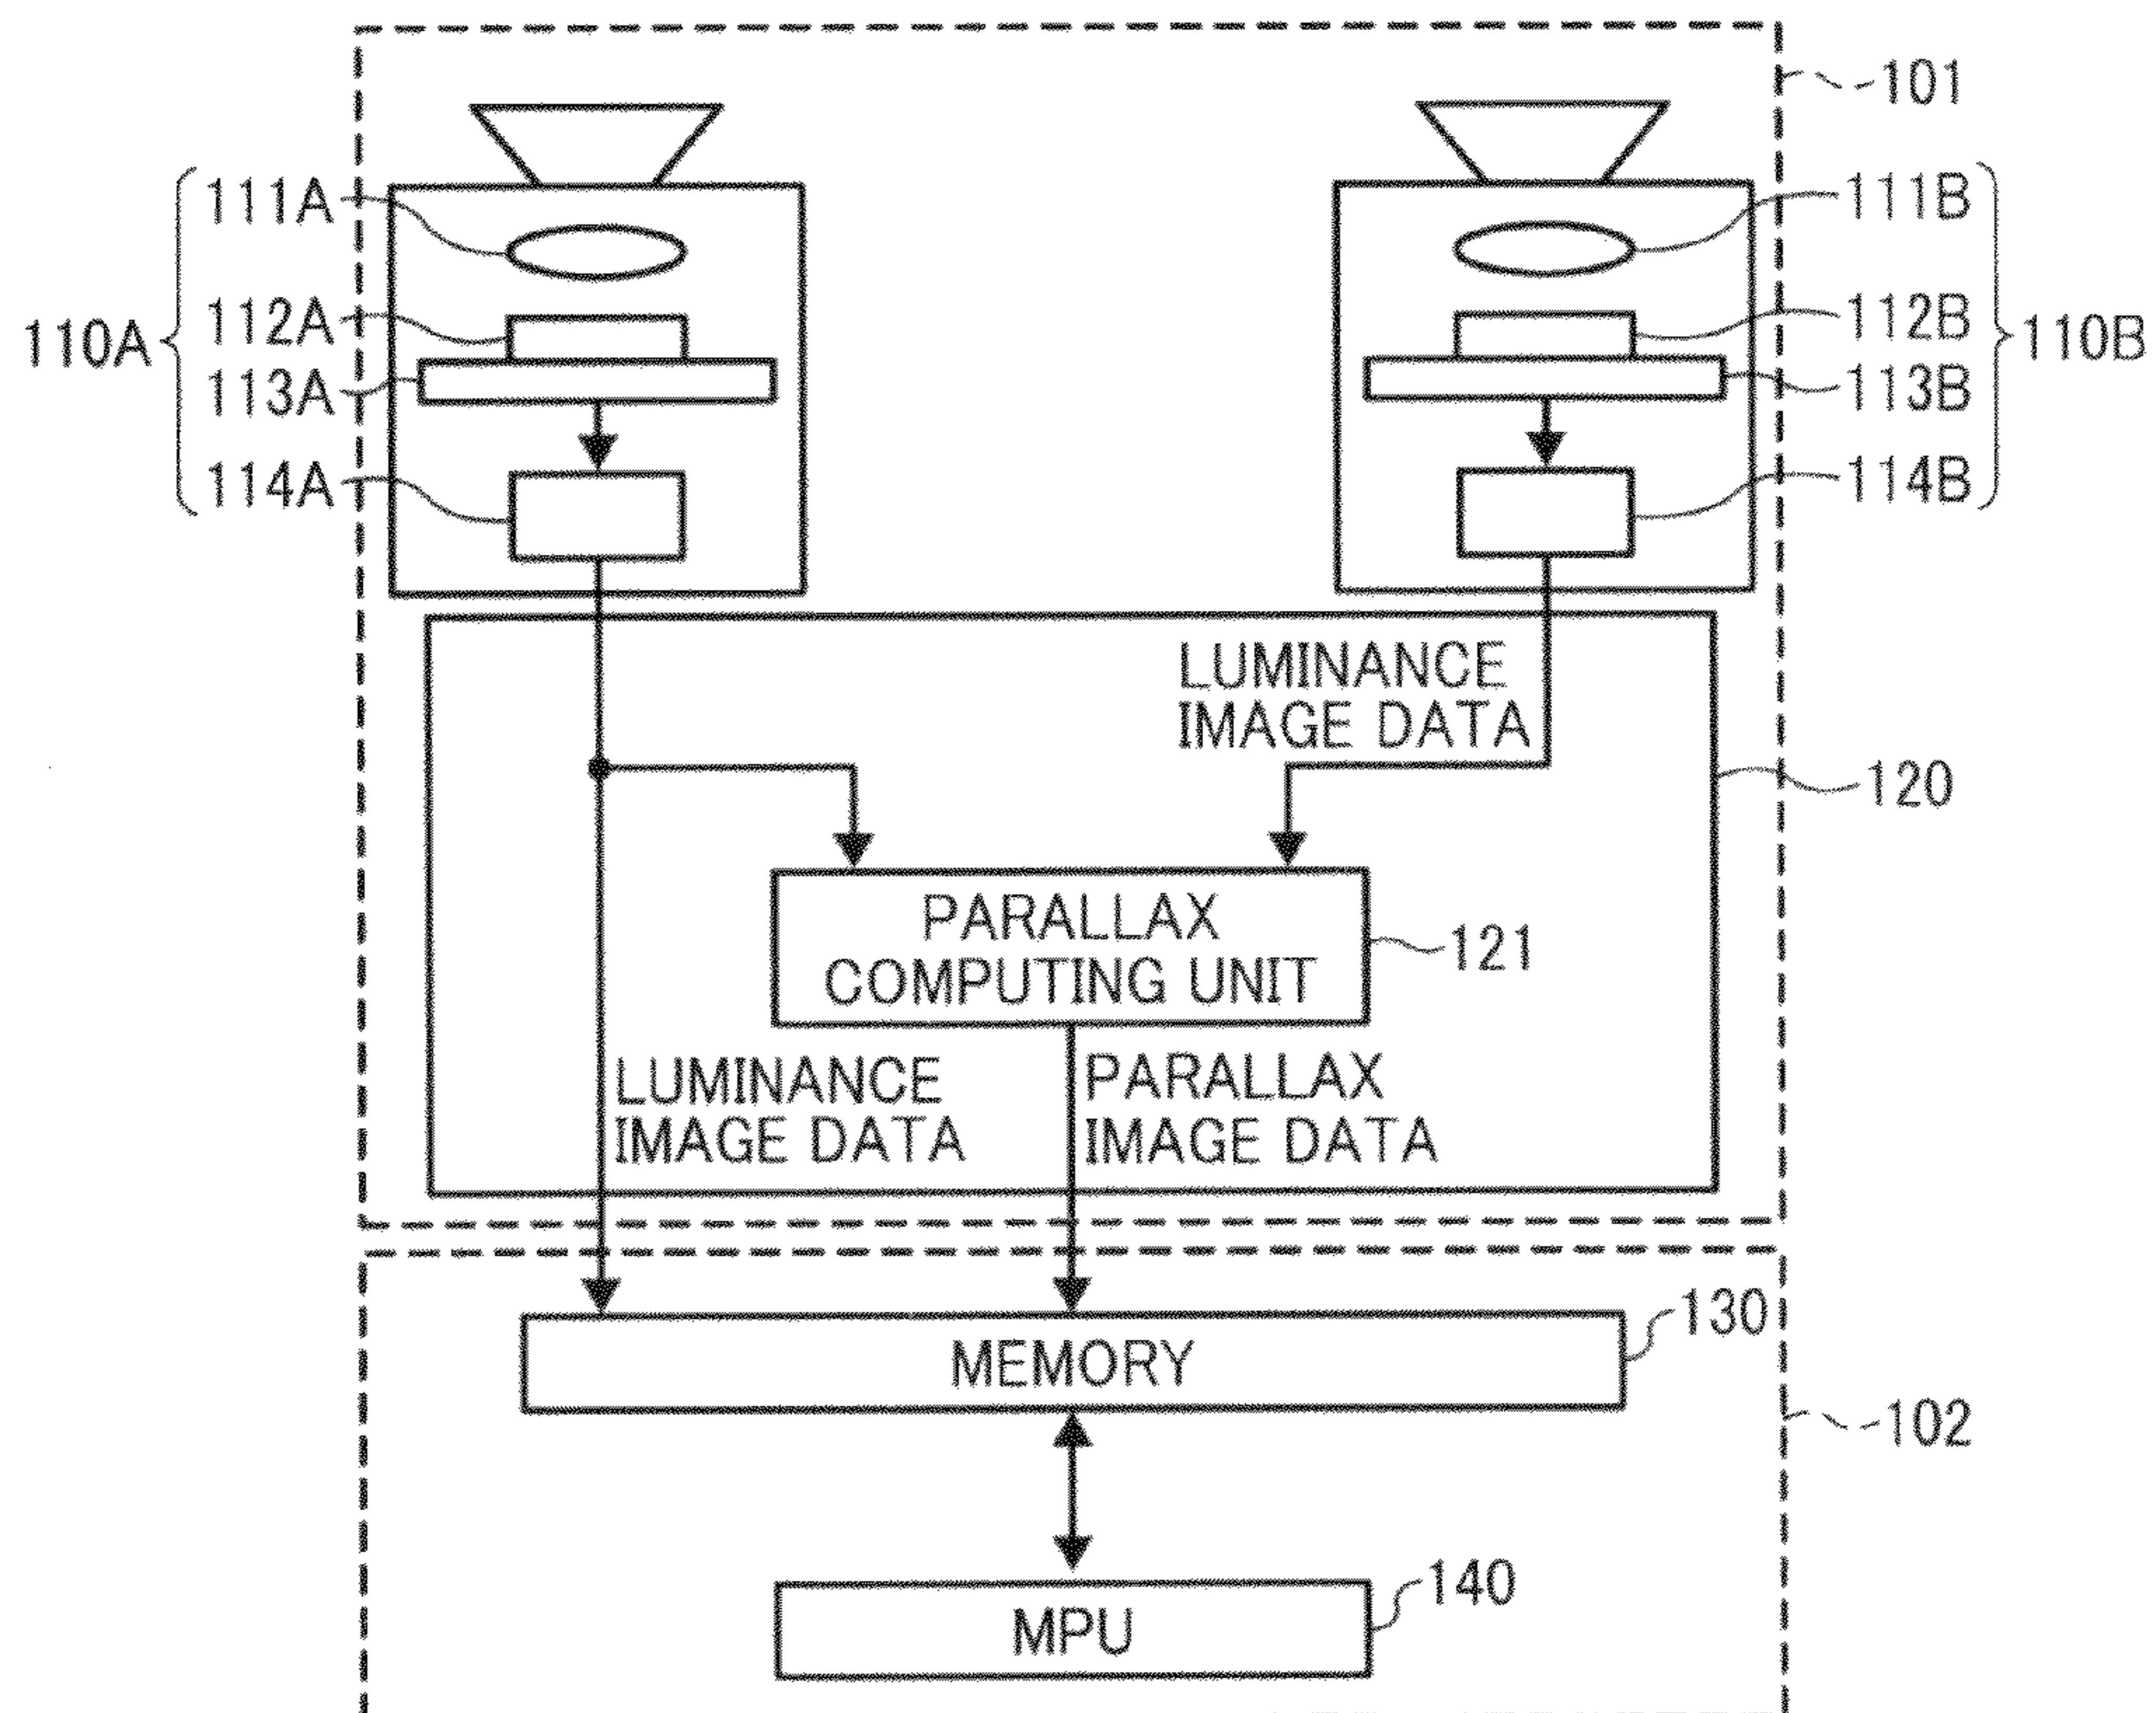 101
111A
111B
112A
112B
110A
110B
113A
113B
114A
114B
LUMINANCE
IMAGE DATA
120
PARALLAX
COMPUTING UNIT
121
LUMINANCE
IMAGE DATA
PARALLAX
IMAGE DATA
130
MEMORY
102
140
MPU